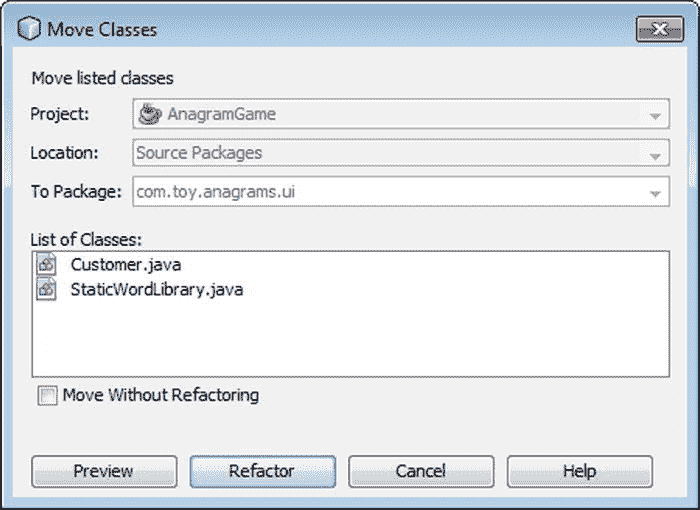 Move Classes
Move listed classes
Project: AnagramGame
Location: Source Packages
To Package: com.toy.anagrams.ui
List of Classes:
Customer.java
StaticWordLibrary.java
Move Without Refactoring
Preview Refactor Cancel Help